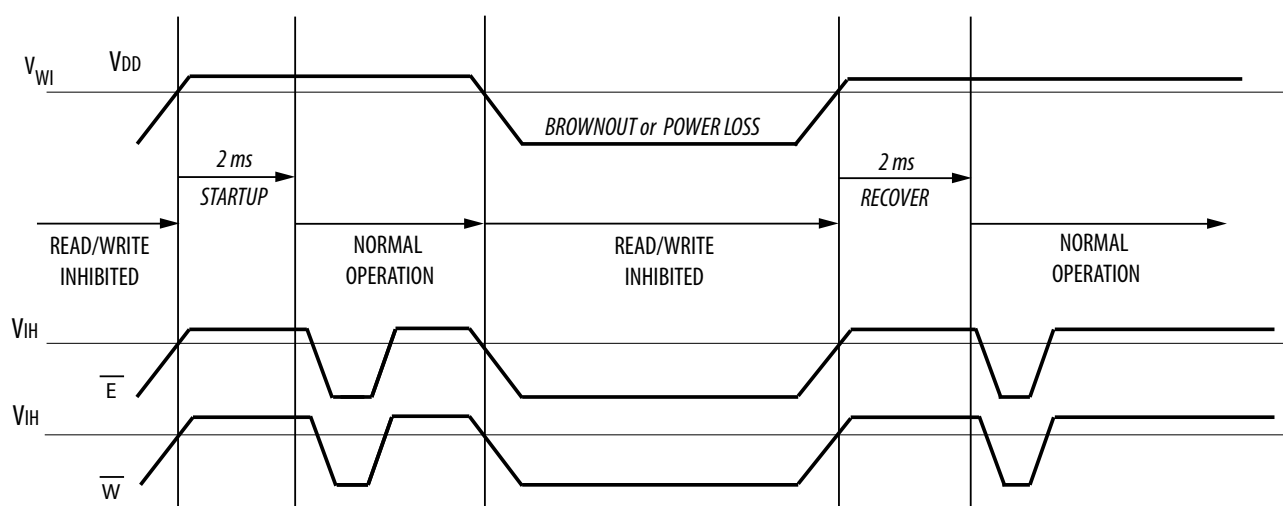 VWI VDD
BROWNOUT or POWER LOSS
2 ms
STARTUP
2 ms
RECOVER
READ/WRITE
INHIBITED
NORMAL
OPERATION
READ/WRITE
INHIBITED
NORMAL
OPERATION
VIH
E
VIH
W